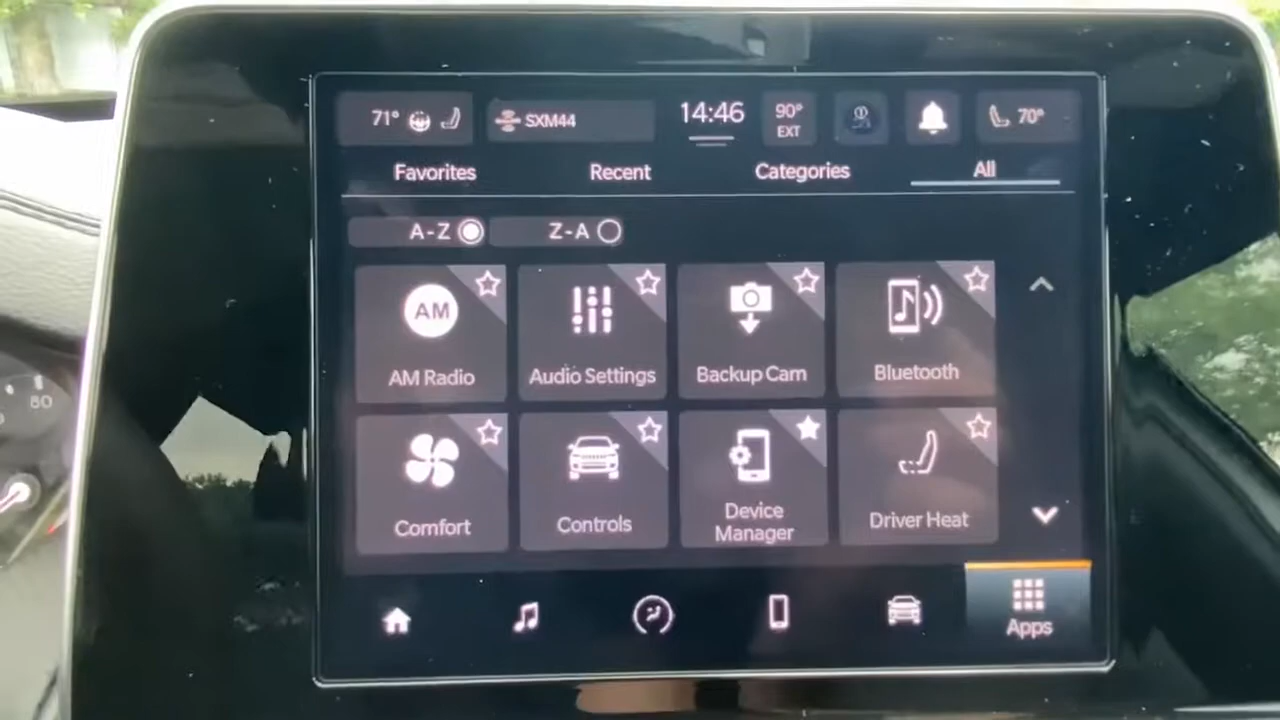 71° SXM44 14:46 90° EXT 70°
Favorites Recent Categories All
A-Z Z-A
AM
AM Radio Audio Settings Backup Cam Bluetooth
Comfort Controls Device Manager Driver Heat
Apps
80